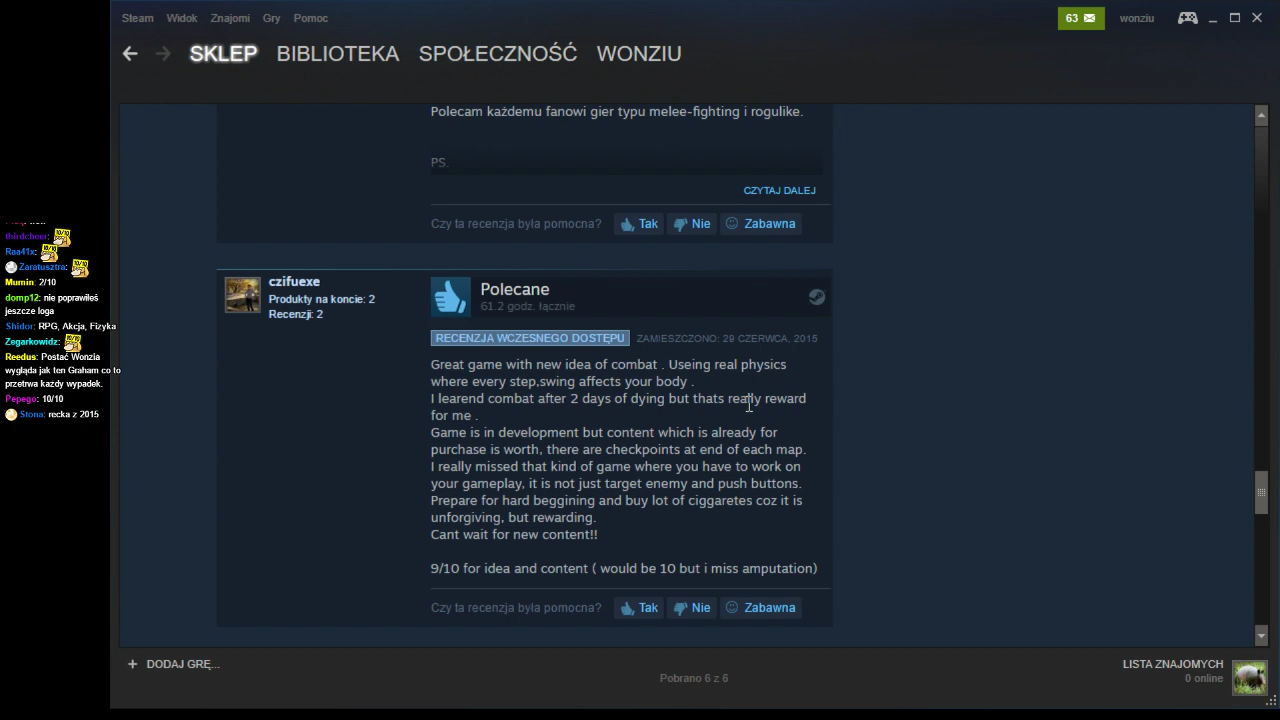 Steam Widok Znajomi Gry Pomoc
63 wonziu
SKLEP BIBLIOTEKA SPOŁECZNOŚĆ WONZIU
Polecam każdemu fanowi gier typu melee-fighting i rogulike.
PS.
CZYTAJ DALEJ
Czy ta recenzja była pomocna? Tak Nie Zabawna
thirdchem:
Raa41x:
Zaratusztra:
Mumin: 2/10
domp12: nie poprawiłeś
jeszcze loga
Shidor: RPG, Akcja, Fizyka
Zegarkowidz:
Reedus: Postać Wonzia
wygląda jak ten Graham co to
przetrwa każdy wypadek.
Pepego: 10/10
Stona: recka z 2015
czifuexe
Produkty na koncie: 2
Recenzji: 2
Polecane
61.2 godz. łącznie
RECENZJA WCZESNEGO DOSTĘPU ZAMIESZCZONO: 29 CZERWCA, 2015
Great game with new idea of combat . Useing real physics
where every step,swing affects your body .
I learend combat after 2 days of dying but thats really reward
for me .
Game is in development but content which is already for
purchase is worth, there are checkpoints at end of each map.
I really missed that kind of game where you have to work on
your gameplay, it is not just target enemy and push buttons.
Prepare for hard beggining and buy lot of ciggaretes coz it is
unforgiving, but rewarding.
Cant wait for new content!!
9/10 for idea and content ( would be 10 but i miss amputation)
Czy ta recenzja była pomocna? Tak Nie Zabawna
DODAJ GRĘ...
Pobrano 6 z 6
LISTA ZNAJOMYCH
0 online